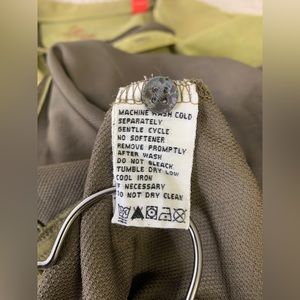 MACHINE WASH COLD
SEPARATELY
GENTLE CYCLE
NO SOFTENER
REMOVE PROMPTLY
AFTER WASH
DO NOT BLEACH
TUMBLE DRY LOW
COOL IRON
IF NECESSARY
DO NOT DRY CLEAN